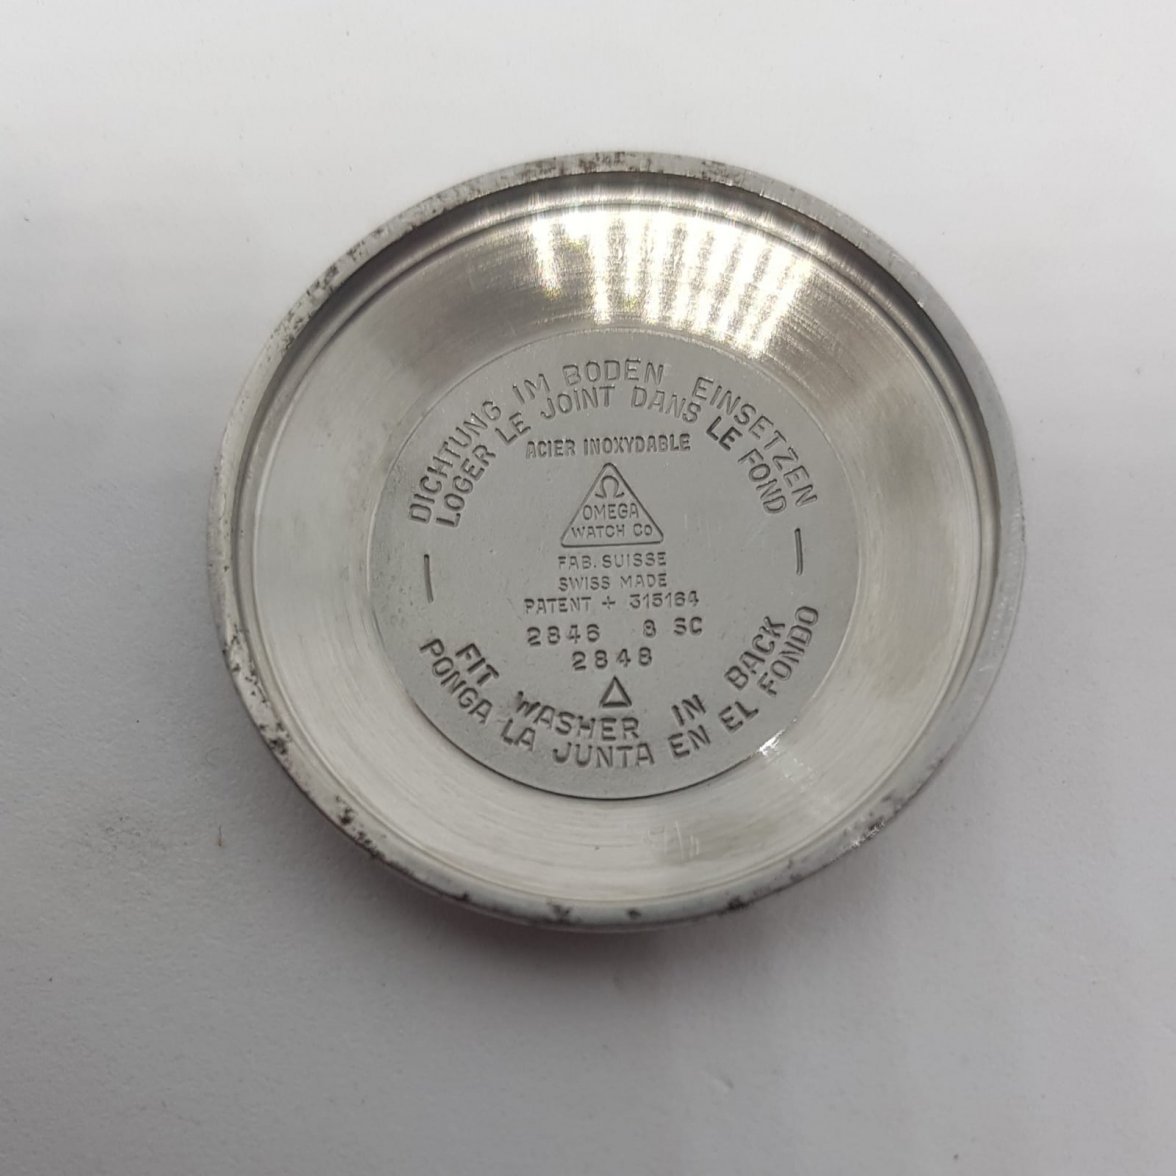 DICHTUNG IM BODEN EINSETZEN
LOGER LE JOINT DANS LE FOND
ACIER INOXYDABLE
Ω
OMEGA
WATCH CO
FAB. SUISSE
SWISS MADE
PATENT + 315164
2846 8 SC
2848
FIT WASHER IN BACK
PONGA LA JUNTA EN EL FONDO